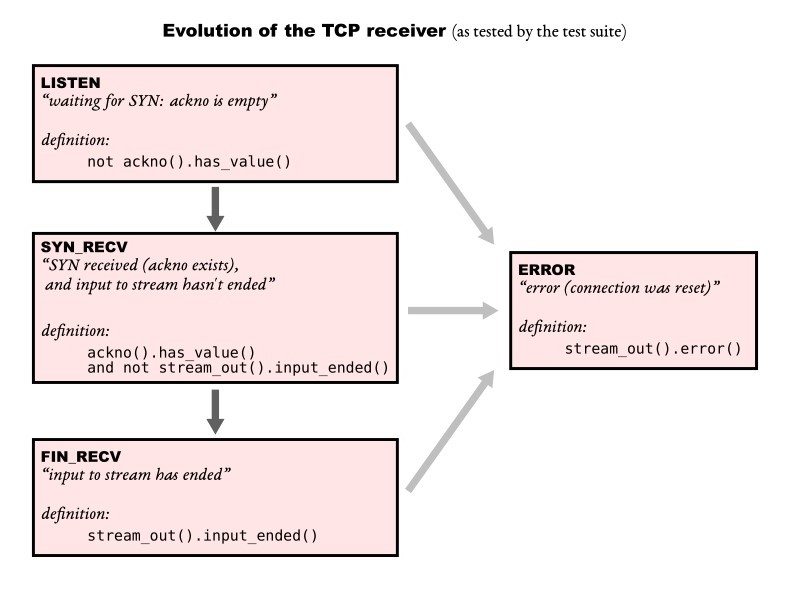 Evolution of the TCP receiver (as tested by the test suite)
LISTEN
“waiting for SYN: ackno is empty”
definition:
not ackno().has_value()
SYN_RECV
“SYN received (ackno exists),
and input to stream hasn't ended”
definition:
ackno().has_value()
and not stream_out().input_ended()
FIN_RECV
“input to stream has ended”
definition:
stream_out().input_ended()
ERROR
“error (connection was reset)”
definition:
stream_out().error()